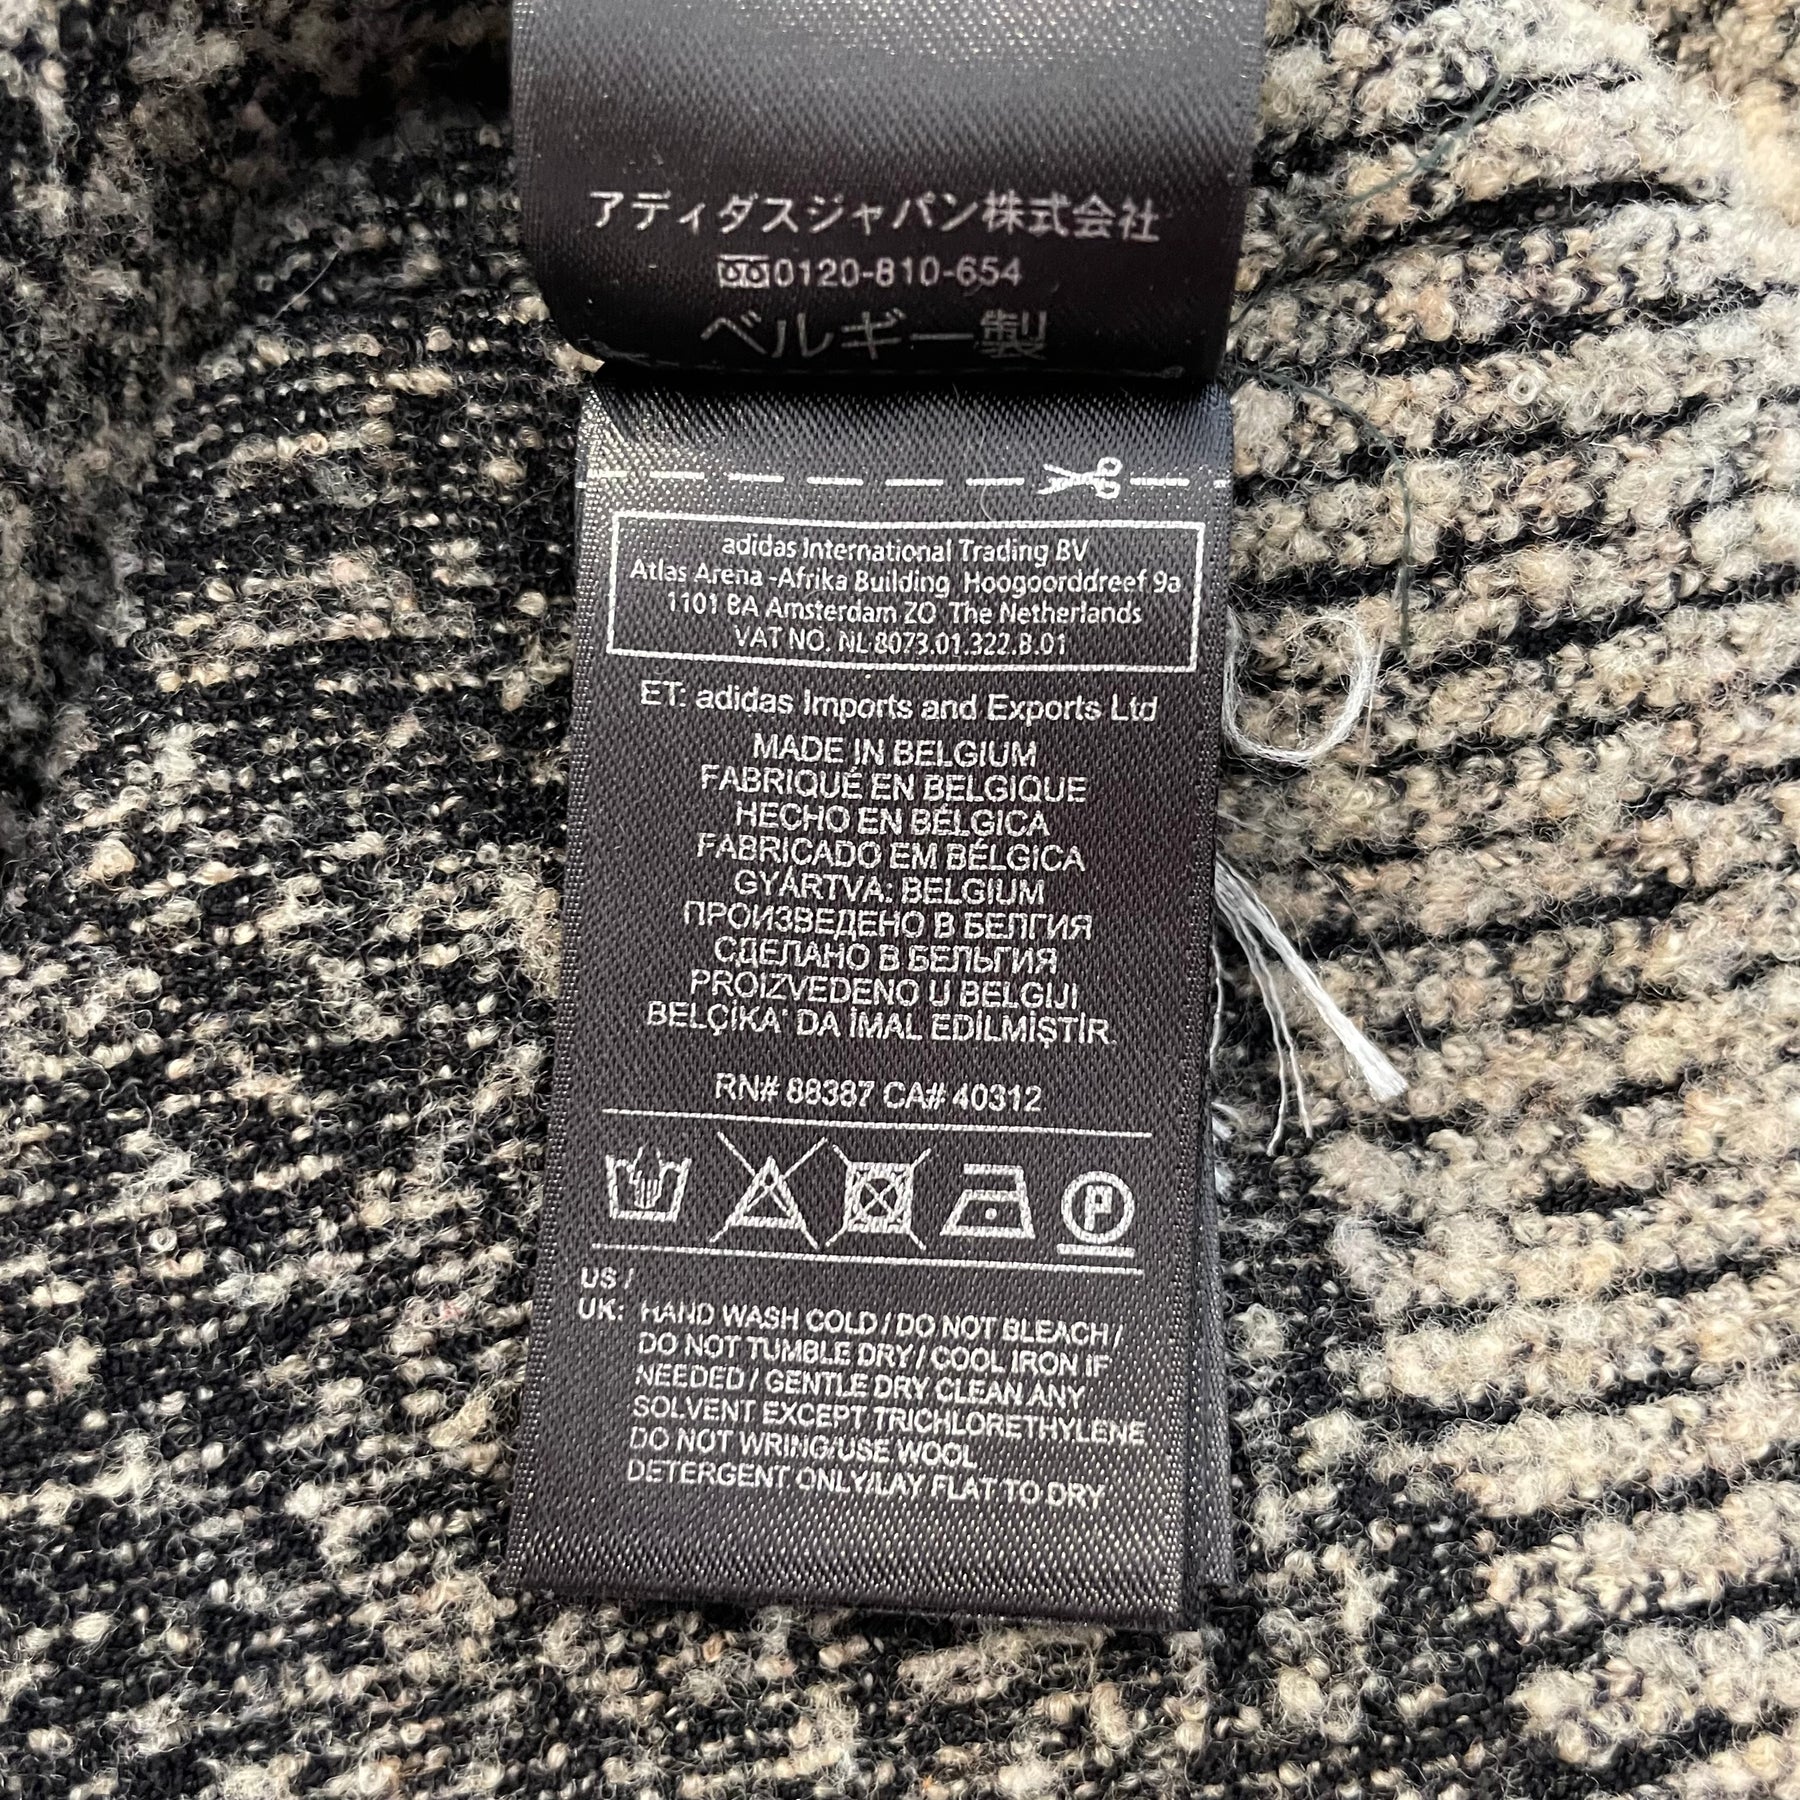 アディダスジャパン株式会社
0120-810-654
ベルギー製
adidas International Trading BV
Atlas Arena -Afrika Building Hoogoorddreef 9a
1101 BA Amsterdam ZO The Netherlands
VAT NO. NL 8073.01.322.B.01
ET: adidas Imports and Exports Ltd
MADE IN BELGIUM
FABRIQUÉ EN BELGIQUE
HECHO EN BÉLGICA
FABRICADO EM BÉLGICA
GYÁRTVA: BELGIUM
ПРОИЗВЕДЕНО В БЕЛГИЯ
СДЕЛАНО В БЕЛЬГИЯ
PROIZVEDENO U BELGIJI
BELÇİKA' DA İMAL EDİLMİŞTİR.
RN# 88387 CA# 40312
P
US /
UK: HAND WASH COLD / DO NOT BLEACH /
DO NOT TUMBLE DRY / COOL IRON IF
NEEDED / GENTLE DRY CLEAN ANY
SOLVENT EXCEPT TRICHLORETHYLENE
DO NOT WRING/USE WOOL
DETERGENT ONLY/LAY FLAT TO DRY